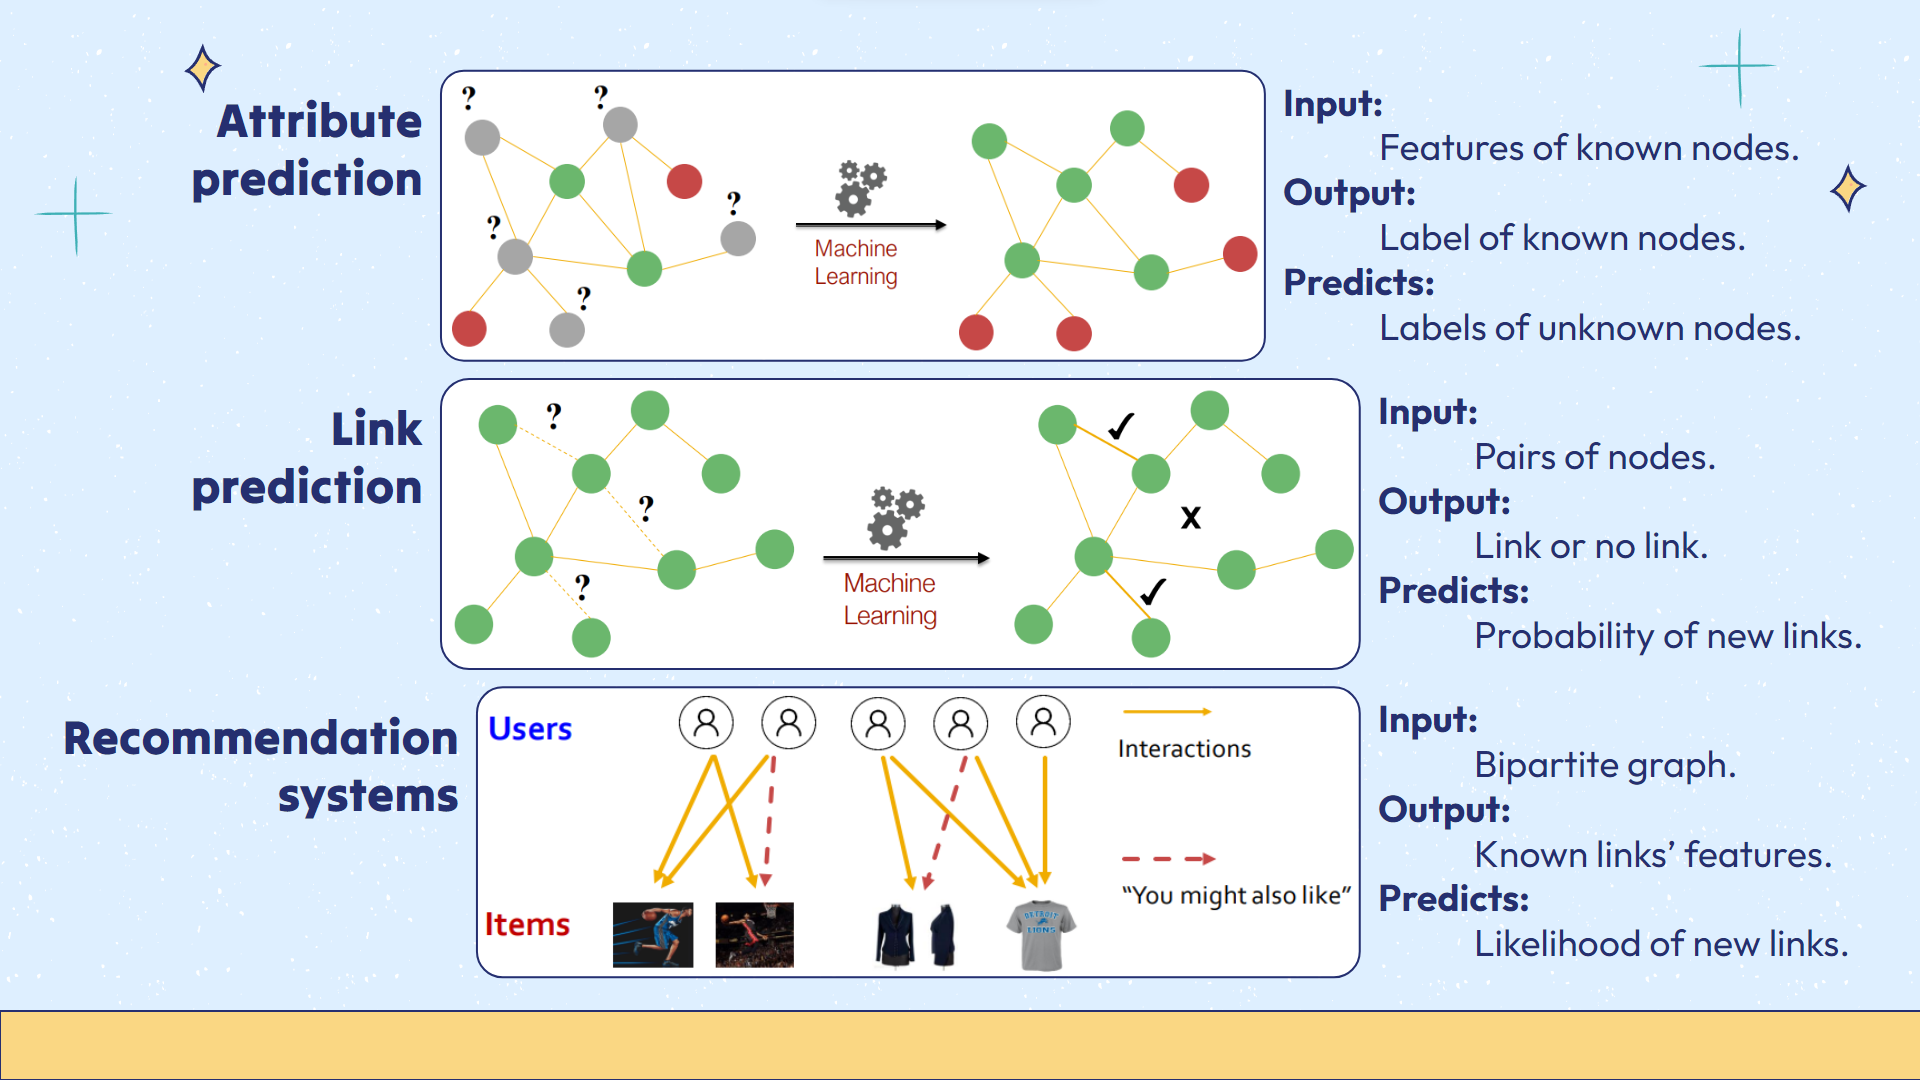 Attribute
prediction
?
?
?
?
?
Machine
Learning
Input:
Features of known nodes.
Output:
Label of known nodes.
Predicts:
Labels of unknown nodes.
Link
prediction
?
?
?
Machine
Learning
✓
x
✓
Input:
Pairs of nodes.
Output:
Link or no link.
Predicts:
Probability of new links.
Recommendation
systems
Users
Items
DETROIT
LIONS
Interactions
“You might also like”
Input:
Bipartite graph.
Output:
Known links’ features.
Predicts:
Likelihood of new links.